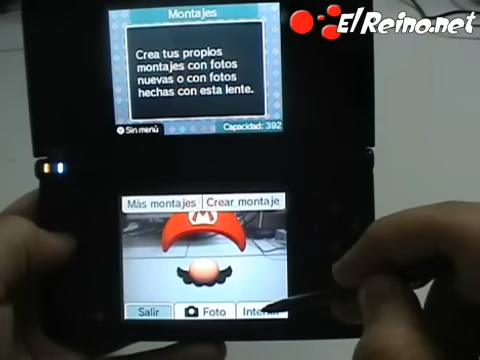 ElReino.net
Montajes
Crea tus propios
montajes con fotos
nuevas o con fotos
hechas con esta lente.
Sin menú
Capacidad: 392
Más montajes
Crear montaje
M
Salir
Foto